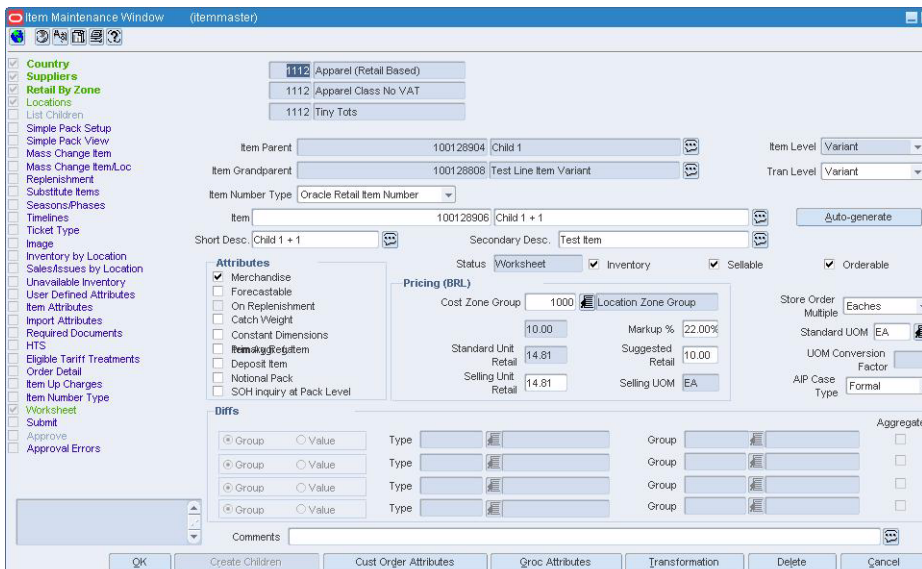 Item Maintenance Window (itemmaster)
Country
Suppliers
Retail By Zone
Locations
List Children
Simple Pack Setup
Simple Pack View
Mass Change Item
Mass Change Item/Loc
Replenishment
Substitute Items
Seasons/Phases
Timelines
Ticket Type
Image
Inventory by Location
Sales/Issues by Location
Unavailable Inventory
User Defined Attributes
Item Attributes
Import Attributes
Required Documents
HTS
Eligible Tariff Treatments
Order Detail
Item Up Charges
Item Number Type
Worksheet
Submit
Approve
Approval Errors
1112 Apparel (Retail Based)
1112 Apparel Class No VAT
1112 Tiny Tots
Item Parent 100128904 Child 1 Item Level Variant
Item Grandparent 100128808 Test Line Item Variant Tran Level Variant
Item Number Type Oracle Retail Item Number
Item 100128906 Child 1 + 1 Auto-generate
Short Desc. Child 1 + 1 Secondary Desc. Test Item
Status Worksheet Inventory Sellable Orderable
Attributes
Merchandise
Forecastable
On Replenishment
Catch Weight
Constant Dimensions
Item
Deposit Item
Notional Pack
SOH inquiry at Pack Level
Pricing (BRL)
Cost Zone Group 1000 Location Zone Group
10.00 Markup % 22.00%
Standard Unit Retail 14.81 Suggested Retail 10.00
Selling Unit Retail 14.81 Selling UOM EA
Store Order Multiple Eaches
Standard UOM EA
UOM Conversion Factor
AIP Case Type Formal
Diffs
Aggregate
Group Value Type Group
Group Value Type Group
Group Value Type Group
Group Value Type Group
Comments
OK Create Children Cust Order Attributes Groc Attributes Transformation Delete Cancel